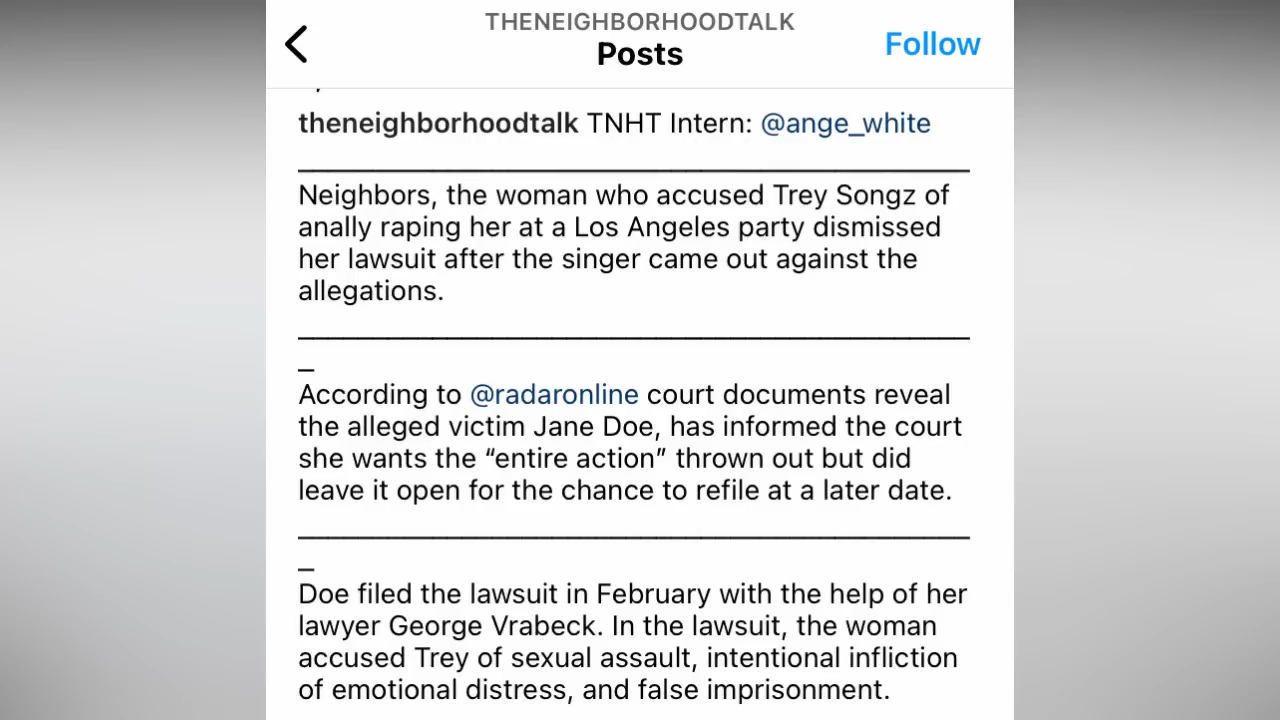 THENEIGHBORHOODTALK
Posts
Follow
theneighborhoodtalk TNHT Intern: @ange_white
Neighbors, the woman who accused Trey Songz of
anally raping her at a Los Angeles party dismissed
her lawsuit after the singer came out against the
allegations.
According to @radaronline court documents reveal
the alleged victim Jane Doe, has informed the court
she wants the “entire action” thrown out but did
leave it open for the chance to refile at a later date.
Doe filed the lawsuit in February with the help of her
lawyer George Vrabeck. In the lawsuit, the woman
accused Trey of sexual assault, intentional infliction
of emotional distress, and false imprisonment.